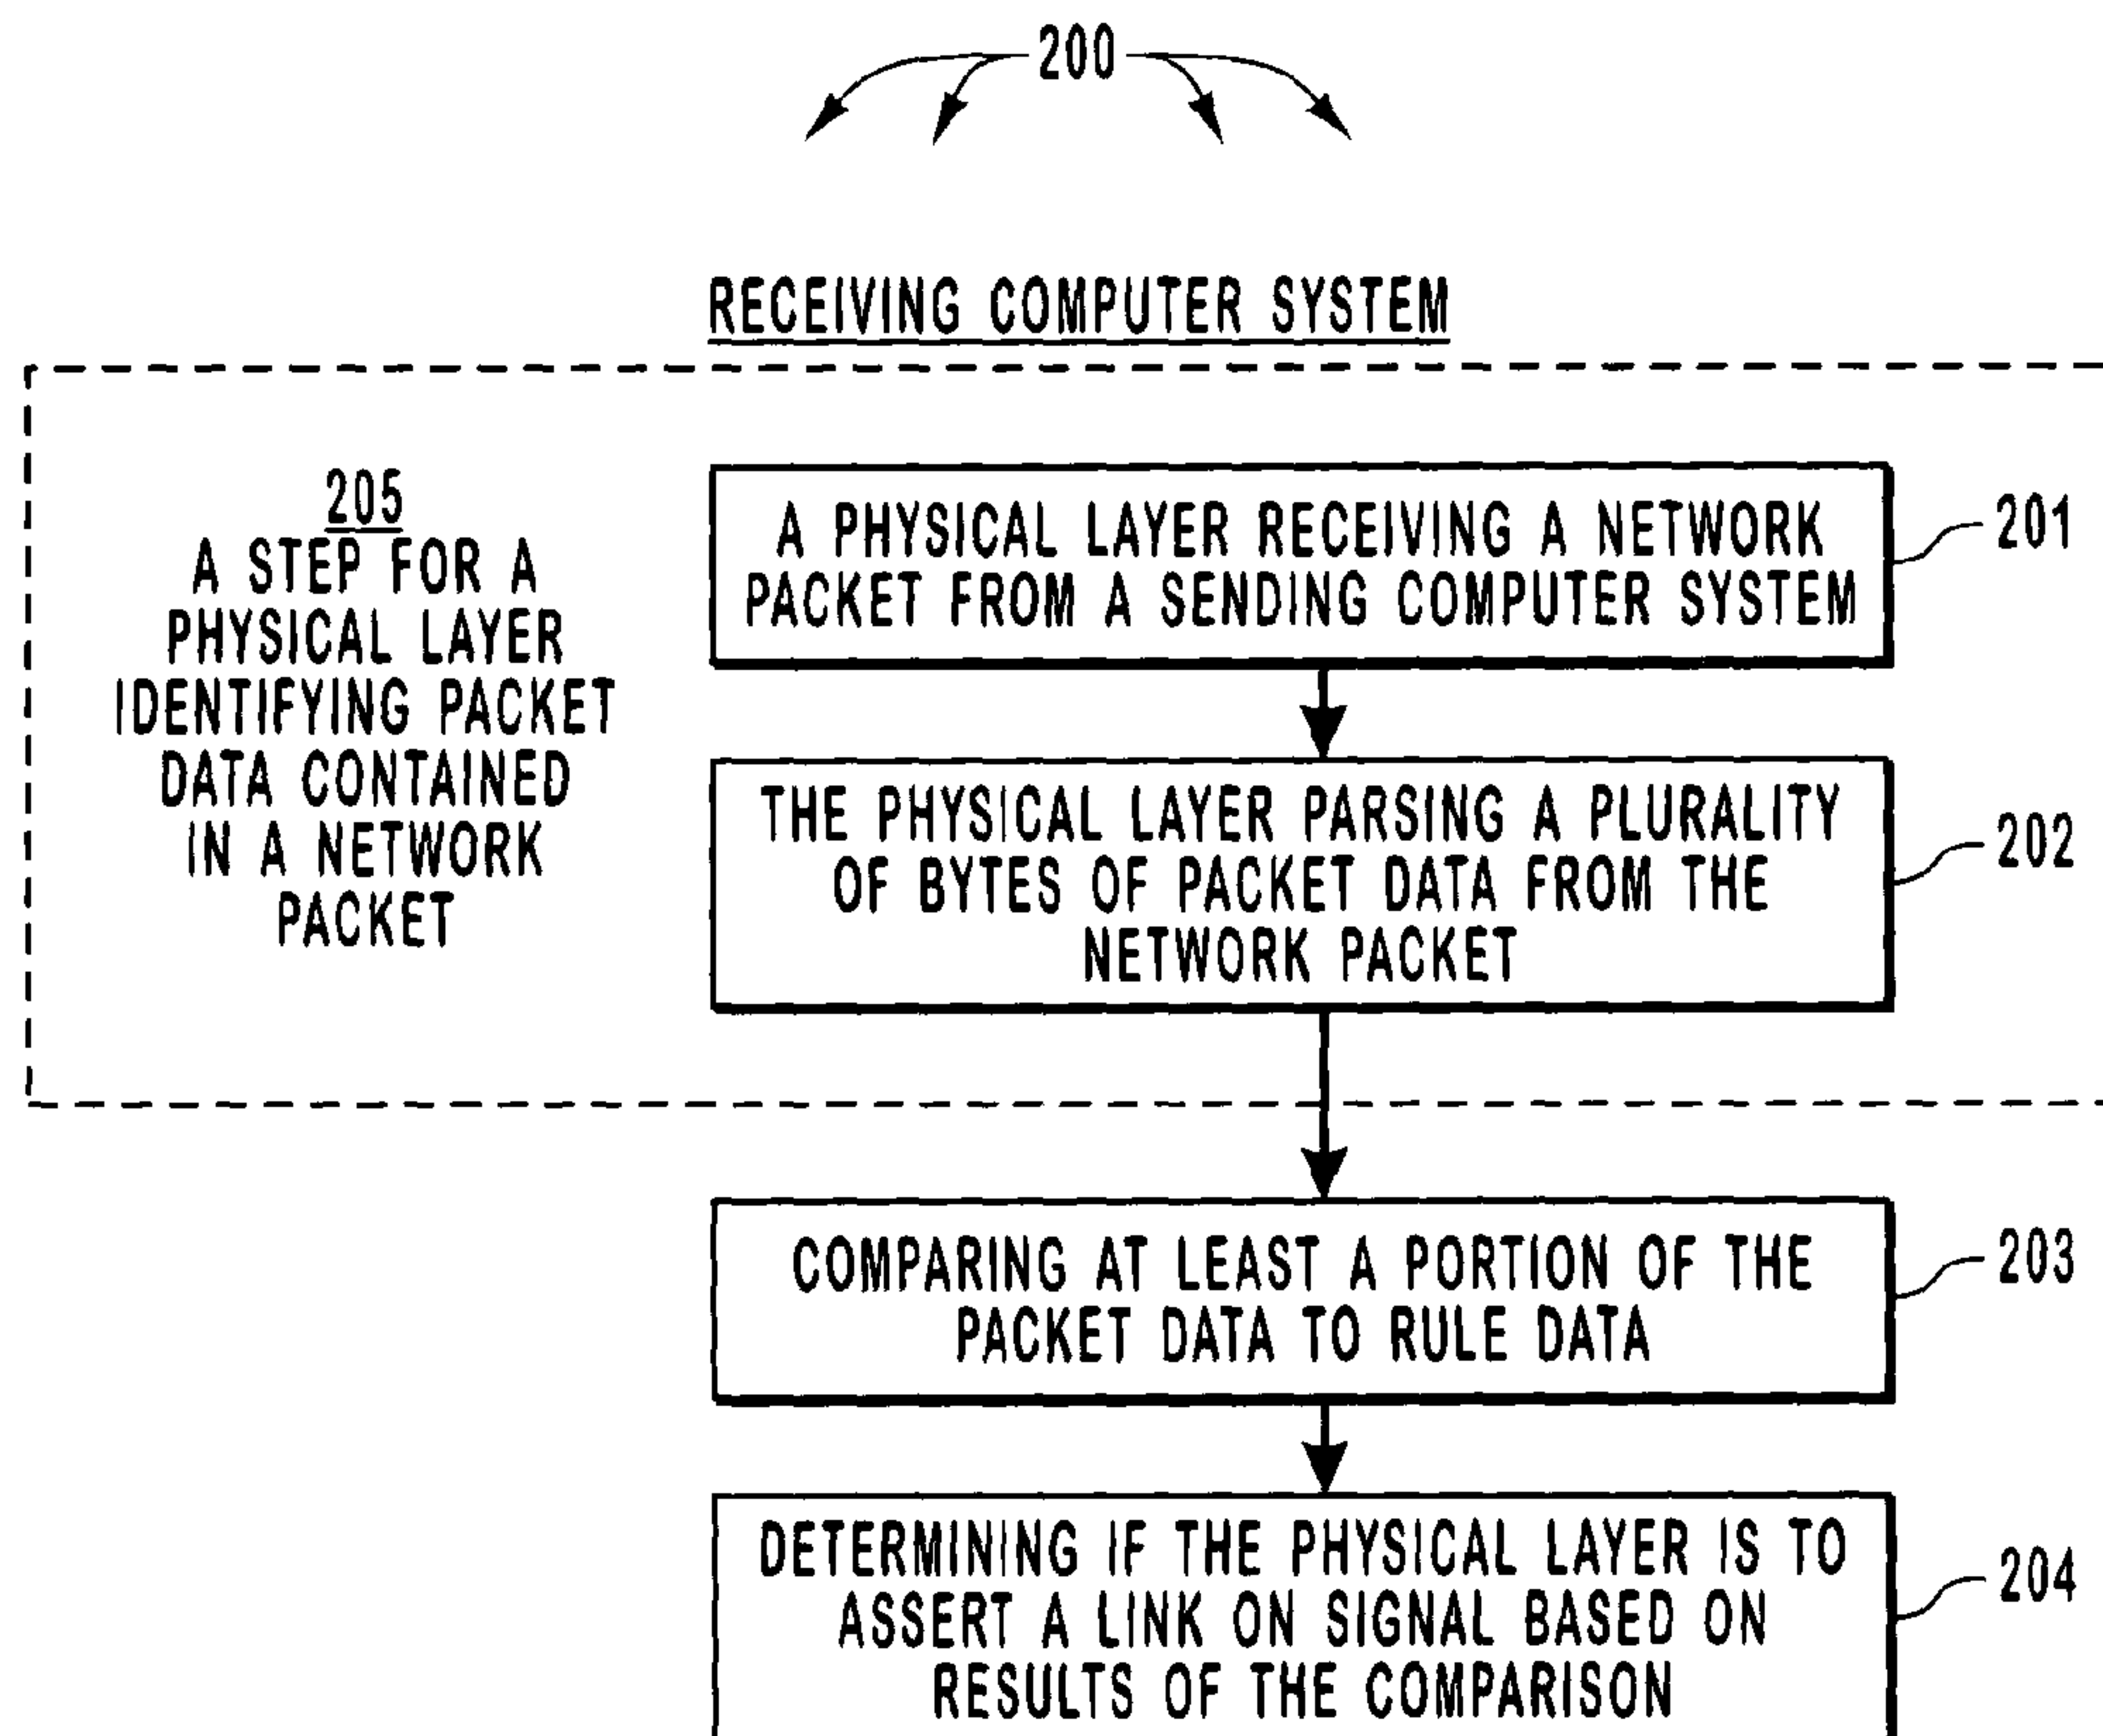 200
RECEIVING COMPUTER SYSTEM
205
A STEP FOR A
PHYSICAL LAYER
IDENTIFYING PACKET
DATA CONTAINED
IN A NETWORK
PACKET
A PHYSICAL LAYER RECEIVING A NETWORK
PACKET FROM A SENDING COMPUTER SYSTEM
201
THE PHYSICAL LAYER PARSING A PLURALITY
OF BYTES OF PACKET DATA FROM THE
NETWORK PACKET
202
COMPARING AT LEAST A PORTION OF THE
PACKET DATA TO RULE DATA
203
DETERMINING IF THE PHYSICAL LAYER IS TO
ASSERT A LINK ON SIGNAL BASED ON
RESULTS OF THE COMPARISON
204